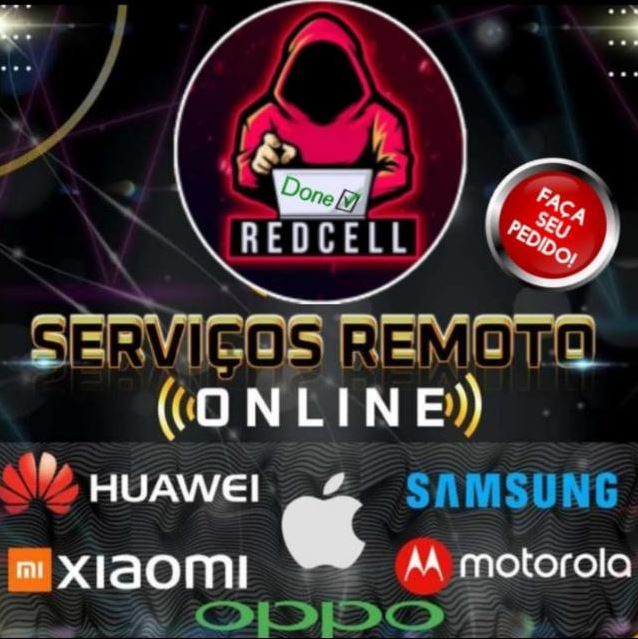 Done
REDCELL
FAÇA
SEU
PEDIDO!
SERVIÇOS REMOTO
ONLINE
HUAWEI
SAMSUNG
mi xiaomi
motorola
oppo